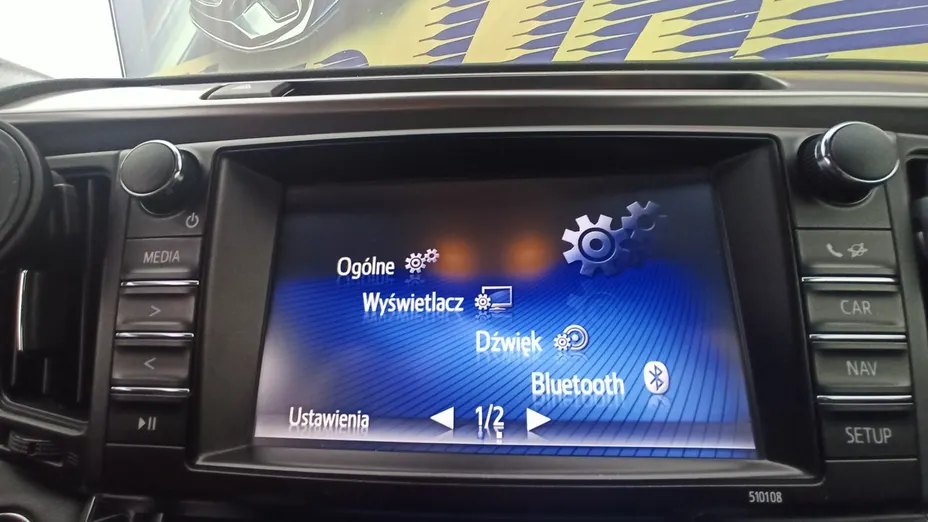 MEDIA
>
<
Ogólne
Wyświetlacz
Dźwięk
Bluetooth
Ustawienia
◀ 1/2 ▶
CAR
NAV
SETUP
510108